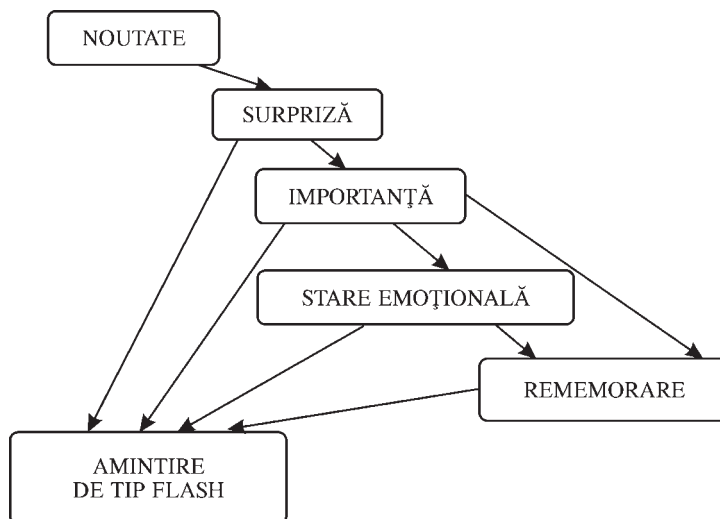 NOUTATE
SURPRIZĂ
IMPORTANŢĂ
STARE EMOŢIONALĂ
REMEMORARE
AMINTIRE
DE TIP FLASH